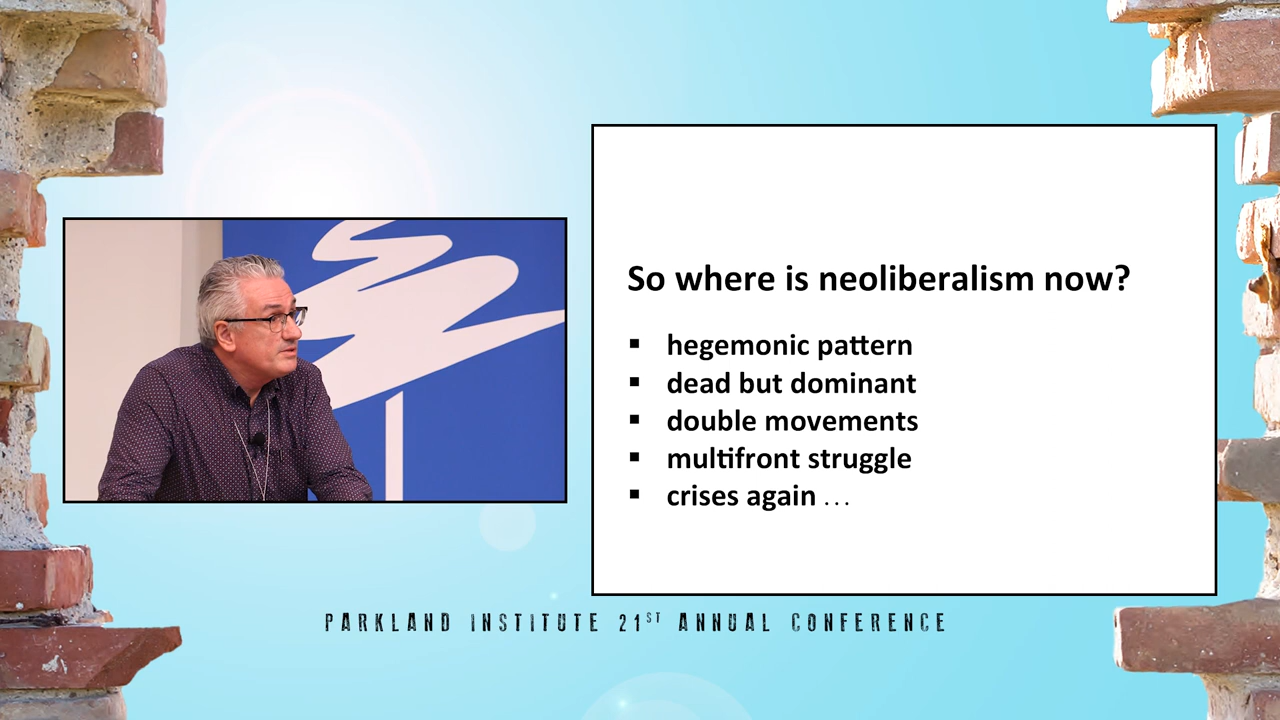 So where is neoliberalism now?
▪ hegemonic pattern
▪ dead but dominant
▪ double movements
▪ multifront struggle
▪ crises again ...
PARKLAND INSTITUTE 21ST ANNUAL CONFERENCE